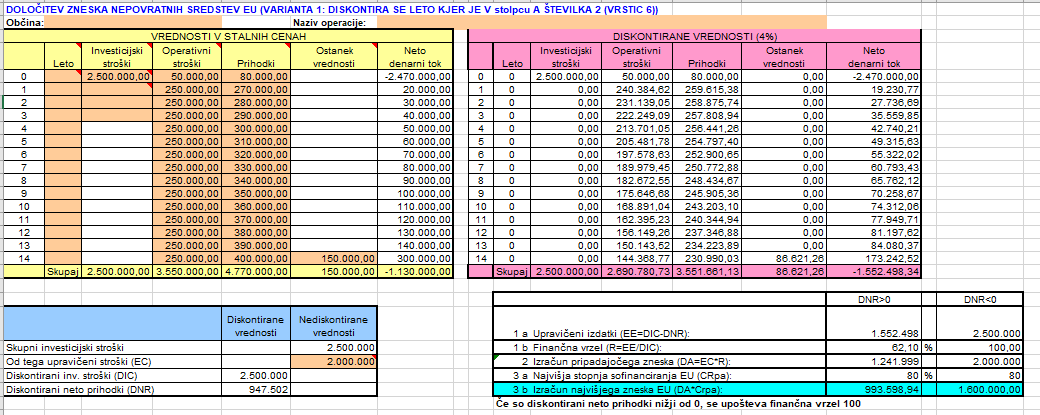 DOLOČITEV ZNESKA NEPOVRATNIH SREDSTEV EU (VARIANTA 1: DISKONTIRA SE LETO KJER JE V stolpcu A ŠTEVILKA 2 (VRSTIC 6))
Občina: Naziv operacije:
VREDNOSTI V STALNIH CENAH
Leto Investicijski stroški Operativni stroški Prihodki Ostanek vrednosti Neto denarni tok
0 2.500.000,00 50.000,00 80.000,00 -2.470.000,00
1 250.000,00 270.000,00 20.000,00
2 250.000,00 280.000,00 30.000,00
3 250.000,00 290.000,00 40.000,00
4 250.000,00 300.000,00 50.000,00
5 250.000,00 310.000,00 60.000,00
6 250.000,00 320.000,00 70.000,00
7 250.000,00 330.000,00 80.000,00
8 250.000,00 340.000,00 90.000,00
9 250.000,00 350.000,00 100.000,00
10 250.000,00 360.000,00 110.000,00
11 250.000,00 370.000,00 120.000,00
12 250.000,00 380.000,00 130.000,00
13 250.000,00 390.000,00 140.000,00
14 250.000,00 400.000,00 150.000,00 300.000,00
Skupaj 2.500.000,00 3.550.000,00 4.770.000,00 150.000,00 -1.130.000,00
DISKONTIRANE VREDNOSTI (4%)
Leto Investicijski stroški Operativni stroški Prihodki Ostanek vrednosti Neto denarni tok
0 0 2.500.000,00 50.000,00 80.000,00 0,00 -2.470.000,00
1 0 0,00 240.384,62 259.615,38 0,00 19.230,77
2 0 0,00 231.139,05 258.875,74 0,00 27.736,69
3 0 0,00 222.249,09 257.808,94 0,00 35.559,85
4 0 0,00 213.701,05 256.441,26 0,00 42.740,21
5 0 0,00 205.481,78 254.797,40 0,00 49.315,63
6 0 0,00 197.578,63 252.900,65 0,00 55.322,02
7 0 0,00 189.979,45 250.772,88 0,00 60.793,43
8 0 0,00 182.672,55 248.434,67 0,00 65.762,12
9 0 0,00 175.646,68 245.905,36 0,00 70.258,67
10 0 0,00 168.891,04 243.203,10 0,00 74.312,06
11 0 0,00 162.395,23 240.344,94 0,00 77.949,71
12 0 0,00 156.149,26 237.346,88 0,00 81.197,62
13 0 0,00 150.143,52 234.223,89 0,00 84.080,37
14 0 0,00 144.368,77 230.990,03 86.621,26 173.242,52
Skupaj 2.500.000,00 2.690.780,73 3.551.661,13 86.621,26 -1.552.498,34
Diskontirane vrednosti Nediskontirane vrednosti
Skupni investicijski stroški 2.500.000
Od tega upravičeni stroški (EC) 2.000.000
Diskontirani inv. stroški (DIC) 2.500.000
Diskontirani neto prihodki (DNR) 947.502
DNR>0 DNR<0
1 a Upravičeni izdatki (EE=DIC-DNR): 1.552.498 2.500.000
1 b Finančna vrzel (R=EE/DIC): 62,10 % 100,00
2 Izračun pripadajočega zneska (DA=EC*R): 1.241.999 2.000.000
3 a Najvišja stopnja sofinanciranja EU (CRpa): 80 % 80
3 b Izračun najvišjega zneska EU (DA*Crpa): 993.598,94 1.600.000,00
Če so diskontirani neto prihodki nižji od 0, se upošteva finančna vrzel 100